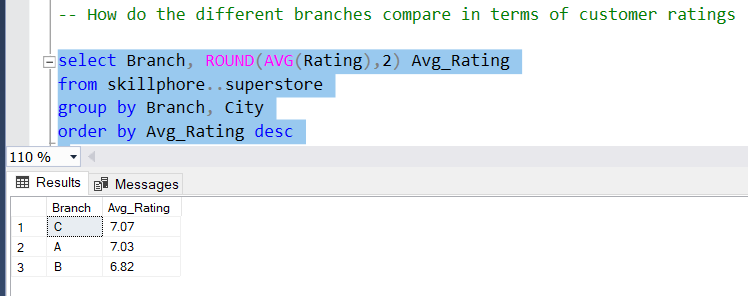 -- How do the different branches compare in terms of customer ratings
select Branch, ROUND(AVG(Rating),2) Avg_Rating
from skillphore..superstore
group by Branch, City
order by Avg_Rating desc
110 %
Results Messages
Branch Avg_Rating
1 C 7.07
2 A 7.03
3 B 6.82